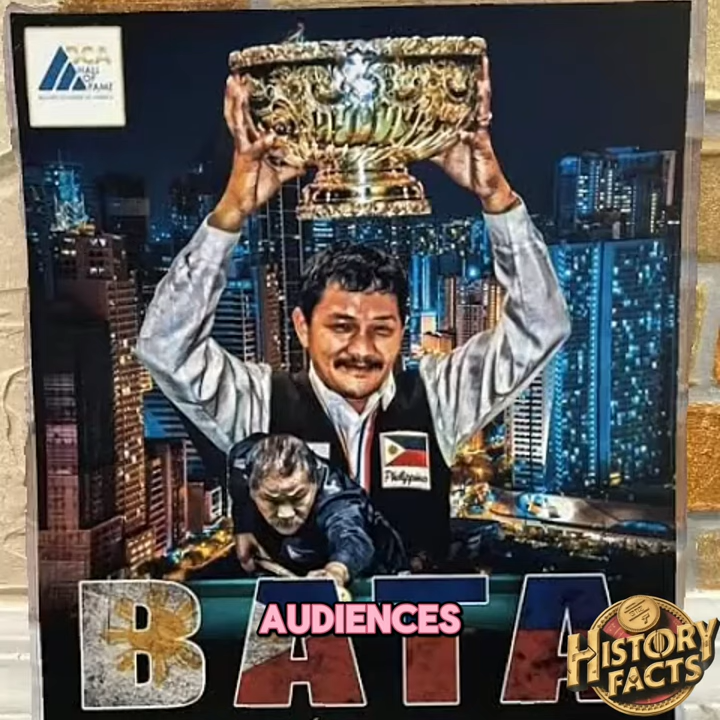 BCA
HALL
OF
FAME
Philippines
BATA
AUDIENCES
HISTORY
FACTS